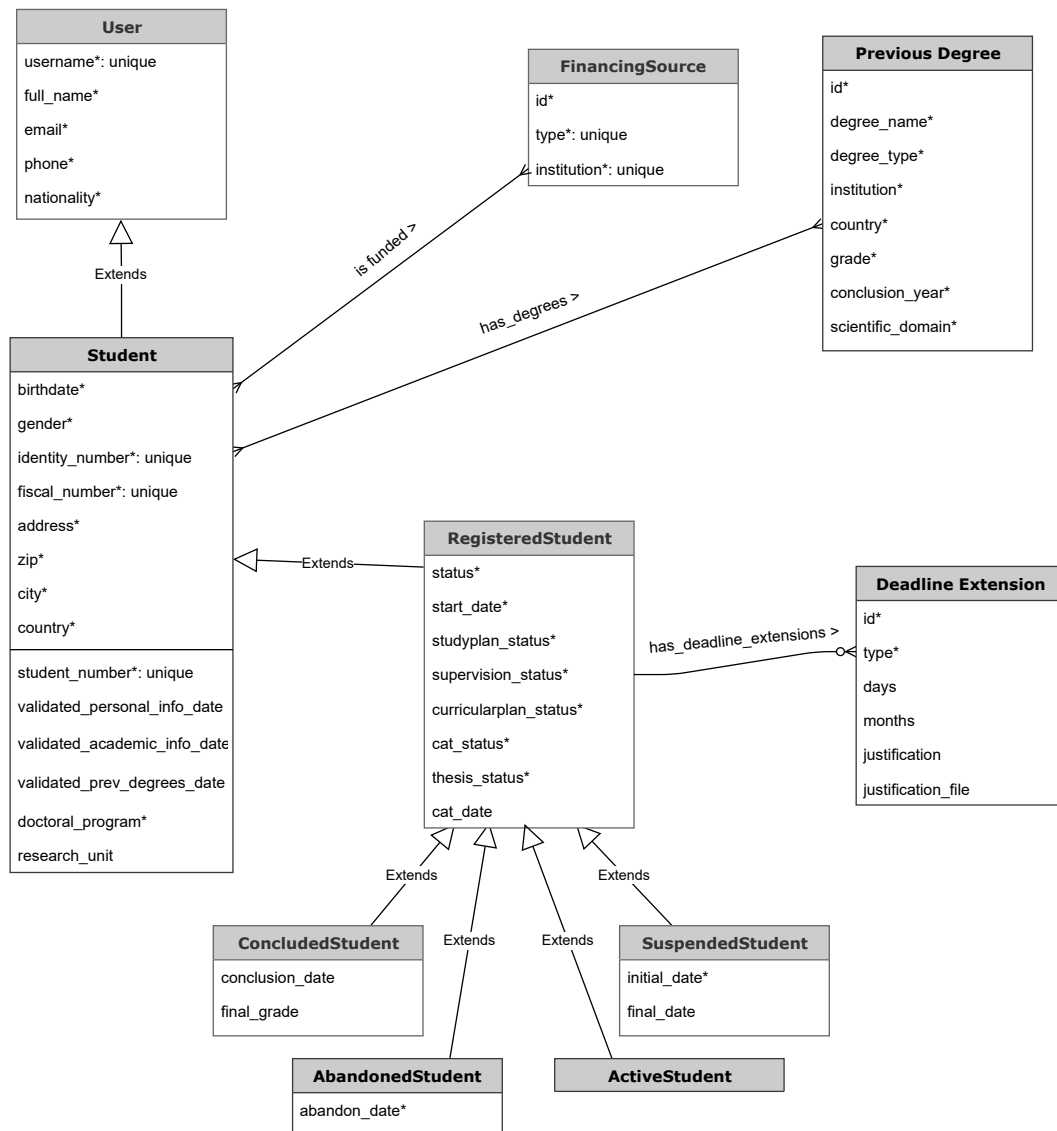 User
username*: unique
full_name*
email*
phone*
nationality*
FinancingSource
id*
type*: unique
institution*: unique
Previous Degree
id*
degree_name*
degree_type*
institution*
country*
grade*
conclusion_year*
scientific_domain*
is funded >
has_degrees >
Extends
Student
birthdate*
gender*
identity_number*: unique
fiscal_number*: unique
address*
zip*
city*
country*
student_number*: unique
validated_personal_info_date
validated_academic_info_date
validated_prev_degrees_date
doctoral_program*
research_unit
Extends
RegisteredStudent
status*
start_date*
studyplan_status*
supervision_status*
curricularplan_status*
cat_status*
thesis_status*
cat_date
has_deadline_extensions >
Deadline Extension
id*
type*
days
months
justification
justification_file
Extends
Extends
Extends
Extends
ConcludedStudent
conclusion_date
final_grade
SuspendedStudent
initial_date*
final_date
AbandonedStudent
abandon_date*
ActiveStudent